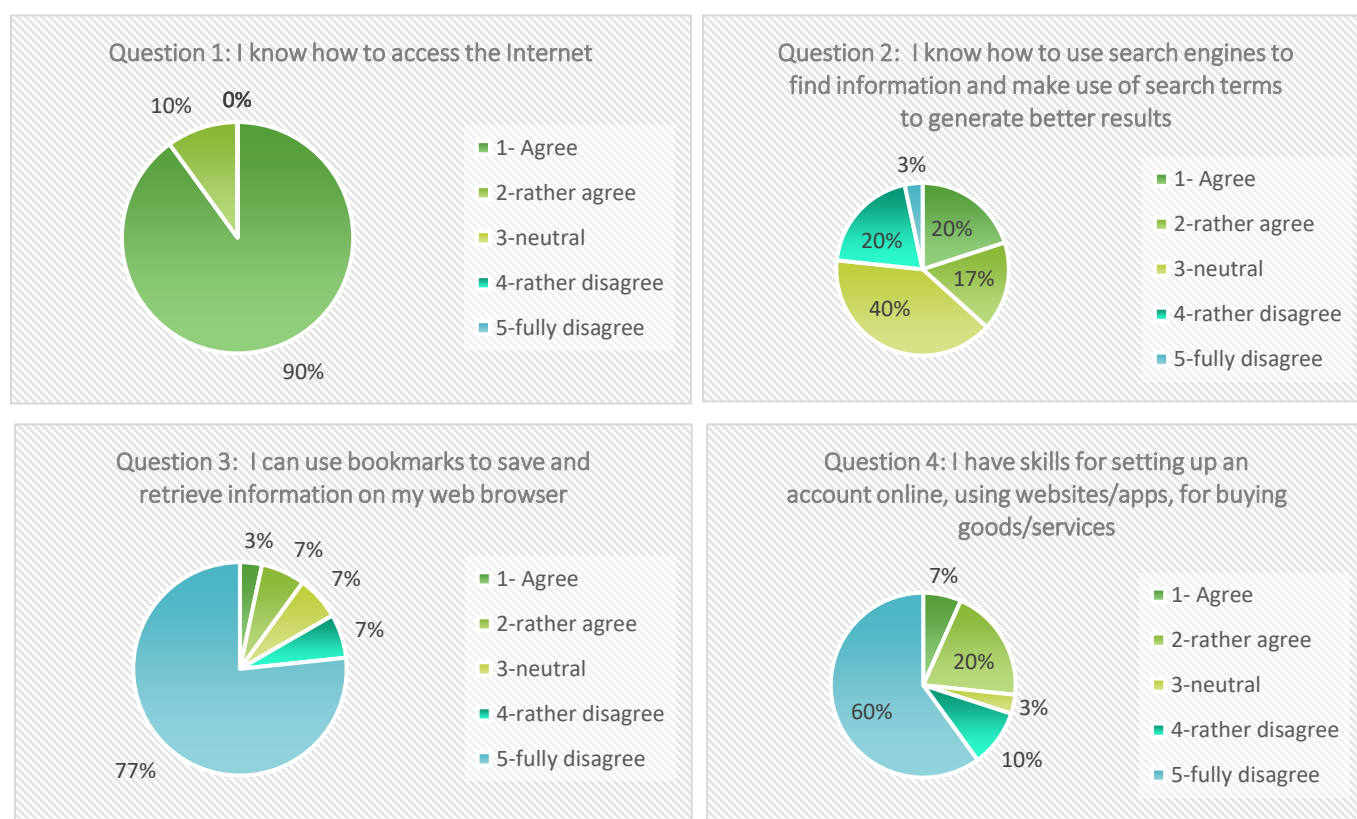 Question 1: I know how to access the Internet
10%
0%
90%
1- Agree
2-rather agree
3-neutral
4-rather disagree
5-fully disagree
Question 2: I know how to use search engines to
find information and make use of search terms
to generate better results
3%
20%
20%
17%
40%
1- Agree
2-rather agree
3-neutral
4-rather disagree
5-fully disagree
Question 3: I can use bookmarks to save and
retrieve information on my web browser
3%
7%
7%
7%
77%
1- Agree
2-rather agree
3-neutral
4-rather disagree
5-fully disagree
Question 4: I have skills for setting up an
account online, using websites/apps, for buying
goods/services
7%
20%
3%
60%
10%
1- Agree
2-rather agree
3-neutral
4-rather disagree
5-fully disagree